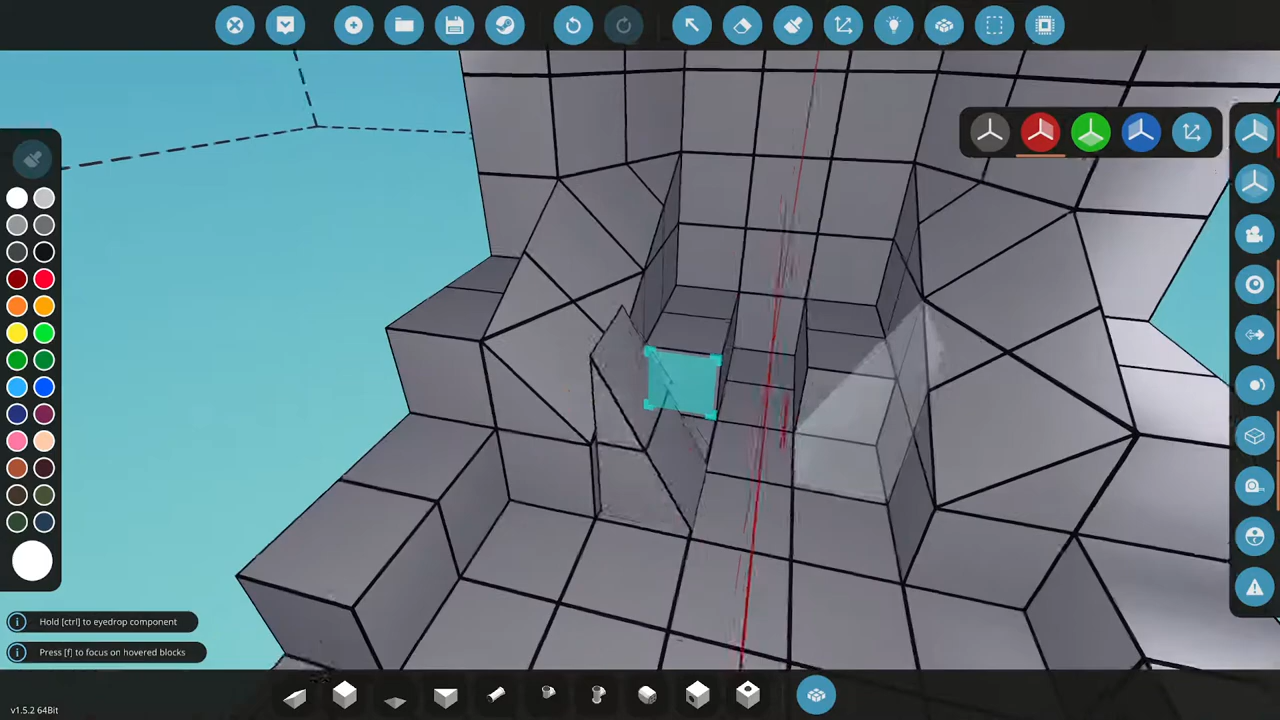 Hold [ctrl] to eyedrop component
Press [f] to focus on hovered blocks
v1.5.2 64Bit